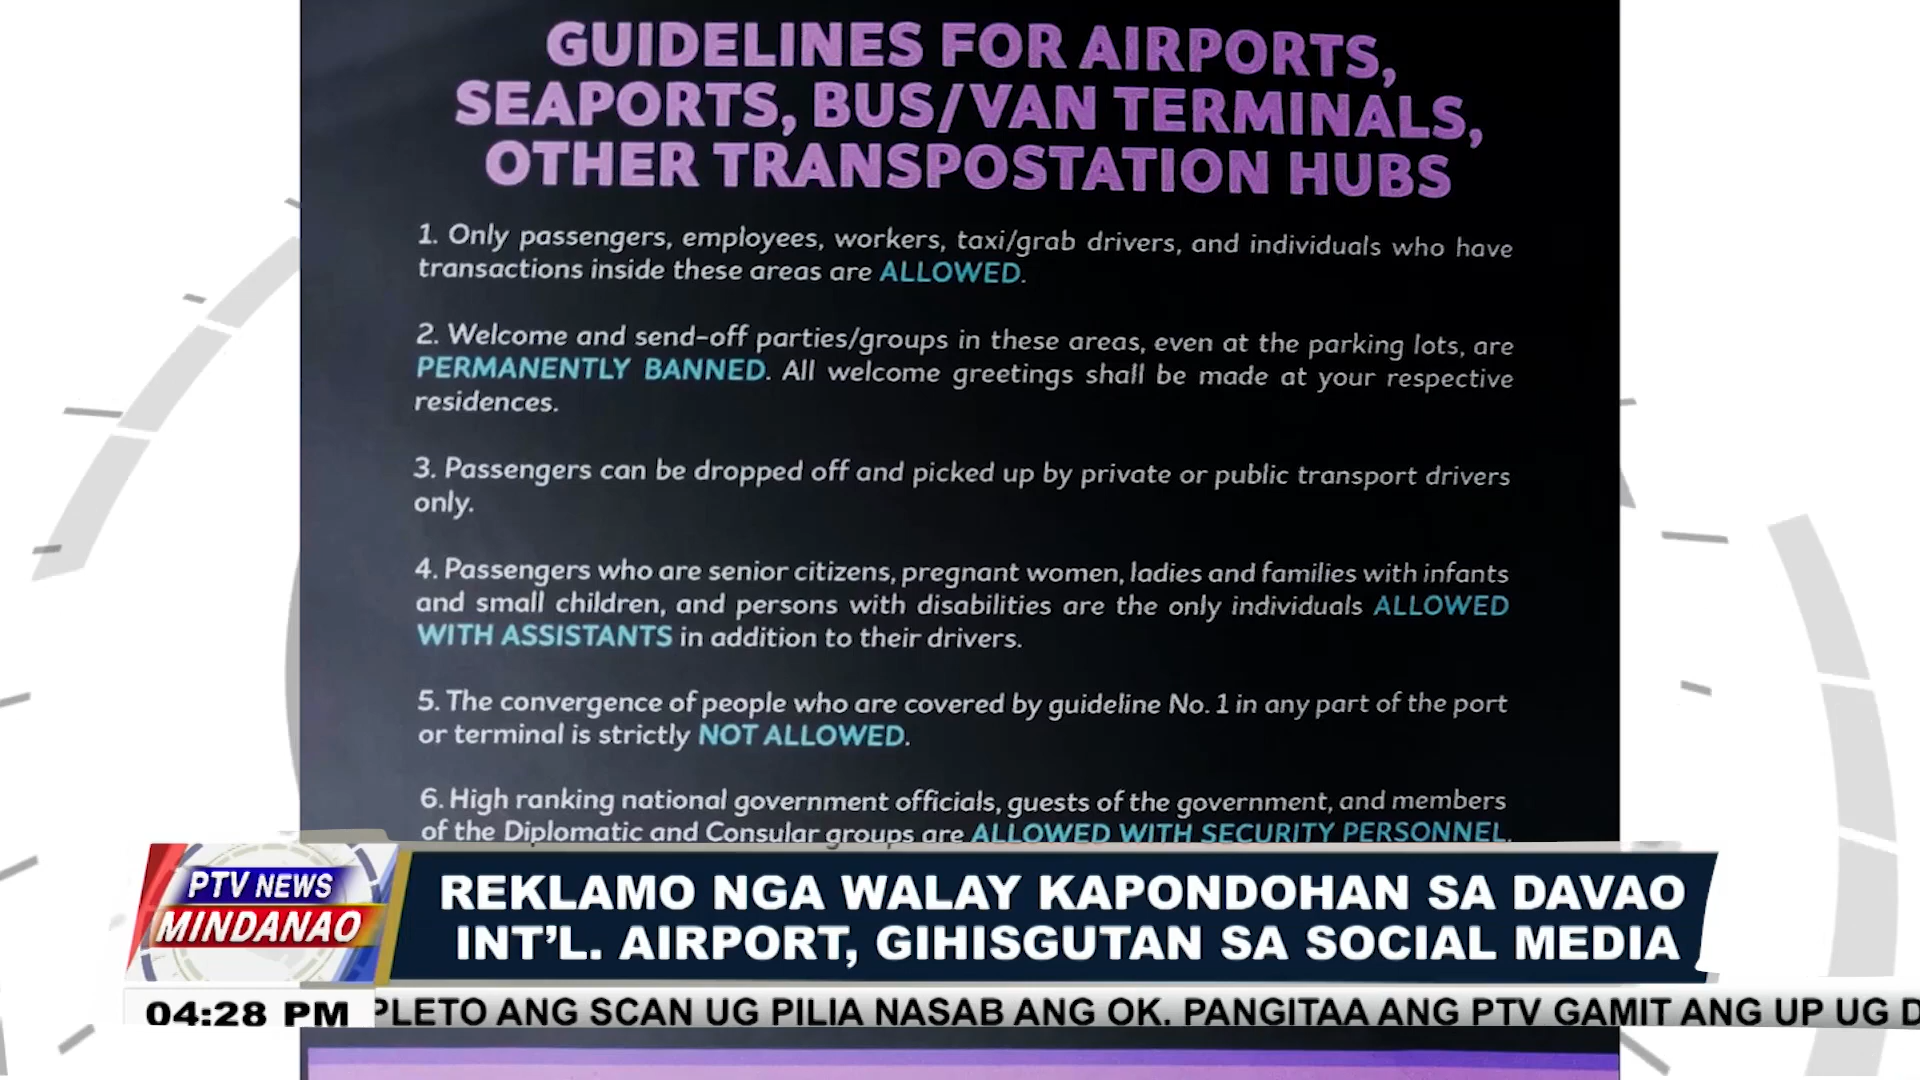 GUIDELINES FOR AIRPORTS,
SEAPORTS, BUS/VAN TERMINALS,
OTHER TRANSPOSTATION HUBS
1. Only passengers, employees, workers, taxi/grab drivers, and individuals who have
transactions inside these areas are ALLOWED.
2. Welcome and send-off parties/groups in these areas, even at the parking lots, are
PERMANENTLY BANNED. All welcome greetings shall be made at your respective
residences.
3. Passengers can be dropped off and picked up by private or public transport drivers
only.
4. Passengers who are senior citizens, pregnant women, ladies and families with infants
and small children, and persons with disabilities are the only individuals ALLOWED
WITH ASSISTANTS in addition to their drivers.
5. The convergence of people who are covered by guideline No. 1 in any part of the port
or terminal is strictly NOT ALLOWED.
6. High ranking national government officials, guests of the government, and members
of the Diplomatic and Consular groups are ALLOWED WITH SECURITY PERSONNEL.
PTV NEWS
MINDANAO
REKLAMO NGA WALAY KAPONDOHAN SA DAVAO
INT'L. AIRPORT, GIHISGUTAN SA SOCIAL MEDIA
04:28 PM
PLETO ANG SCAN UG PILIA NASAB ANG OK. PANGITAA ANG PTV GAMIT ANG UP UG D